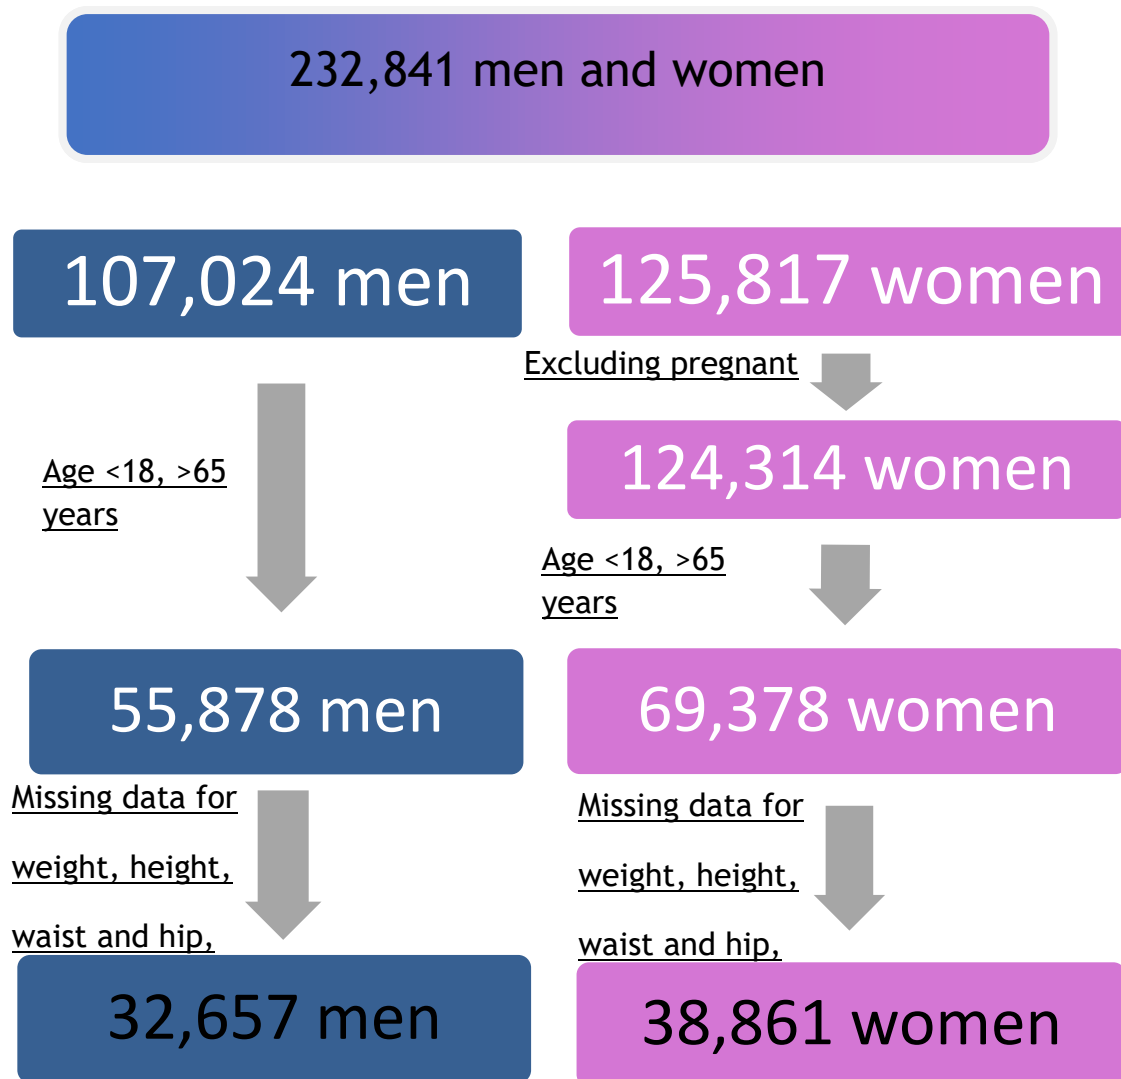 232,841 men and women
107,024 men
125,817 women
Excluding pregnant
124,314 women
Age <18, >65
years
Age <18, >65
years
55,878 men
69,378 women
Missing data for
weight, height,
waist and hip,
Missing data for
weight, height,
waist and hip,
32,657 men
38,861 women